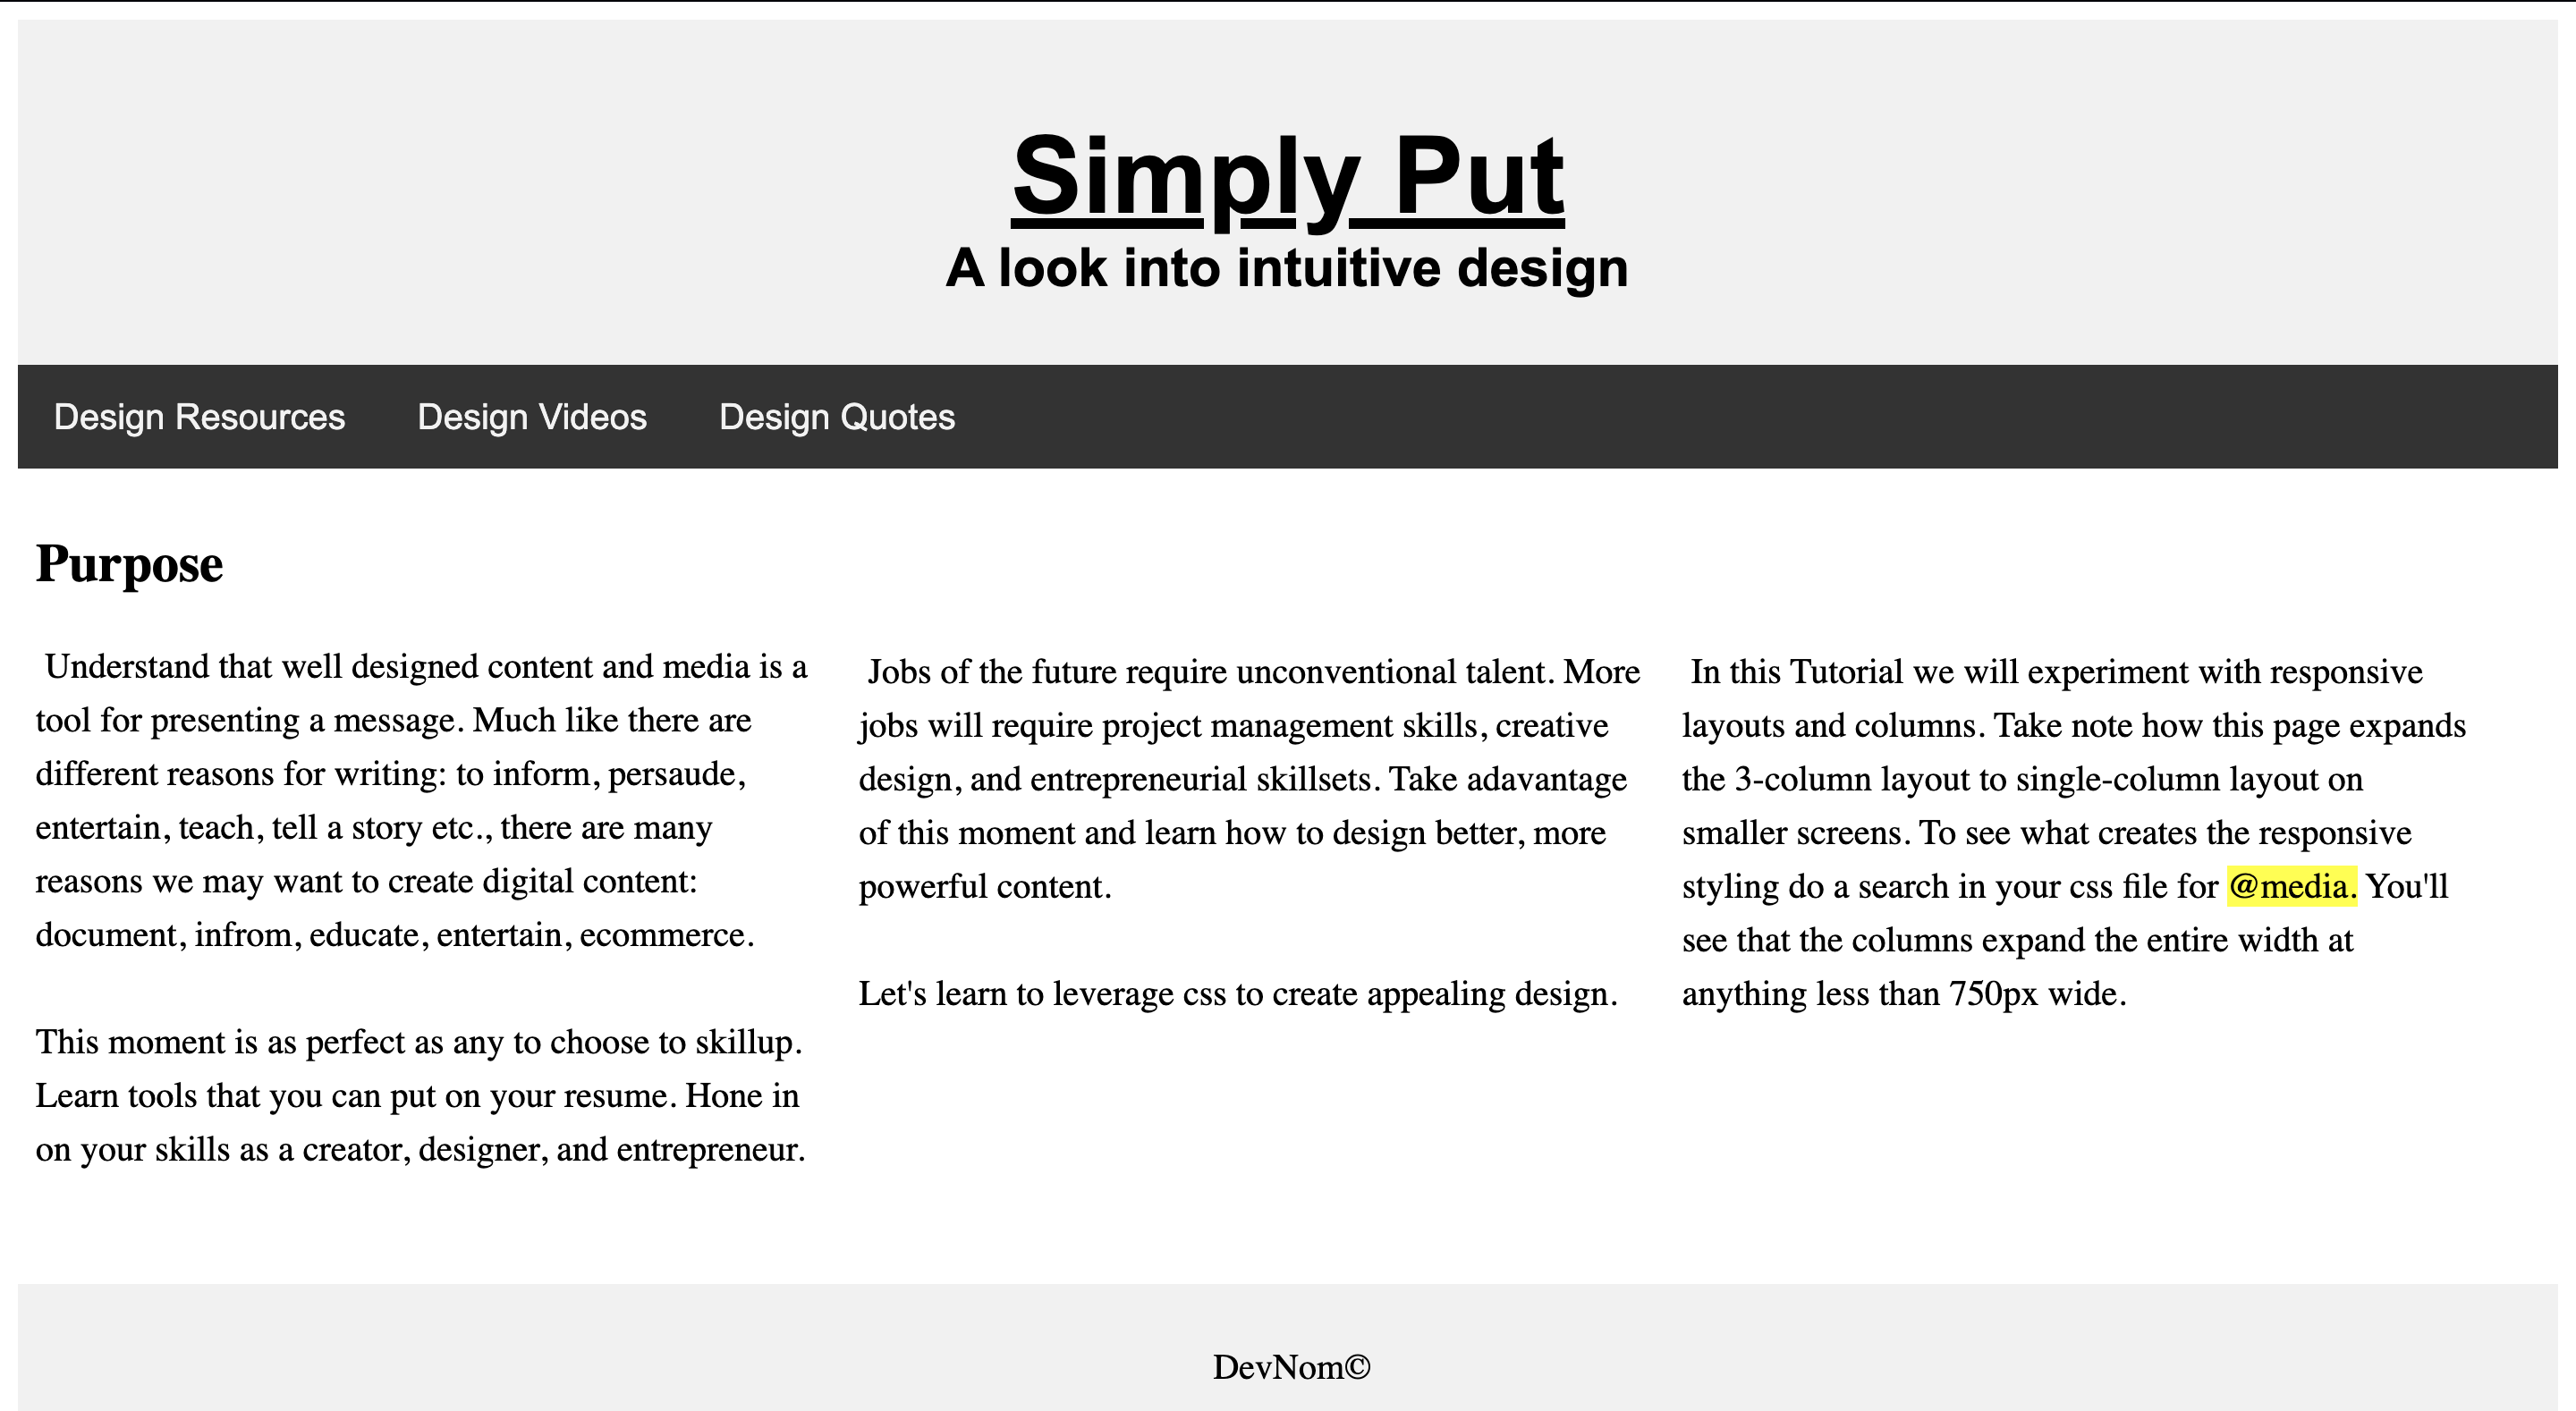 Simply Put
A look into intuitive design
Design Resources
Design Videos
Design Quotes
Purpose
Understand that well designed content and media is a
tool for presenting a message. Much like there are
different reasons for writing: to inform, persaude,
entertain, teach, tell a story etc., there are many
reasons we may want to create digital content:
document, infrom, educate, entertain, ecommerce.
This moment is as perfect as any to choose to skillup.
Learn tools that you can put on your resume. Hone in
on your skills as a creator, designer, and entrepreneur.
Jobs of the future require unconventional talent. More
jobs will require project management skills, creative
design, and entrepreneurial skillsets. Take adavantage
of this moment and learn how to design better, more
powerful content.
Let's learn to leverage css to create appealing design.
In this Tutorial we will experiment with responsive
layouts and columns. Take note how this page expands
the 3-column layout to single-column layout on
smaller screens. To see what creates the responsive
styling do a search in your css file for @media. You'll
see that the columns expand the entire width at
anything less than 750px wide.
DevNom©